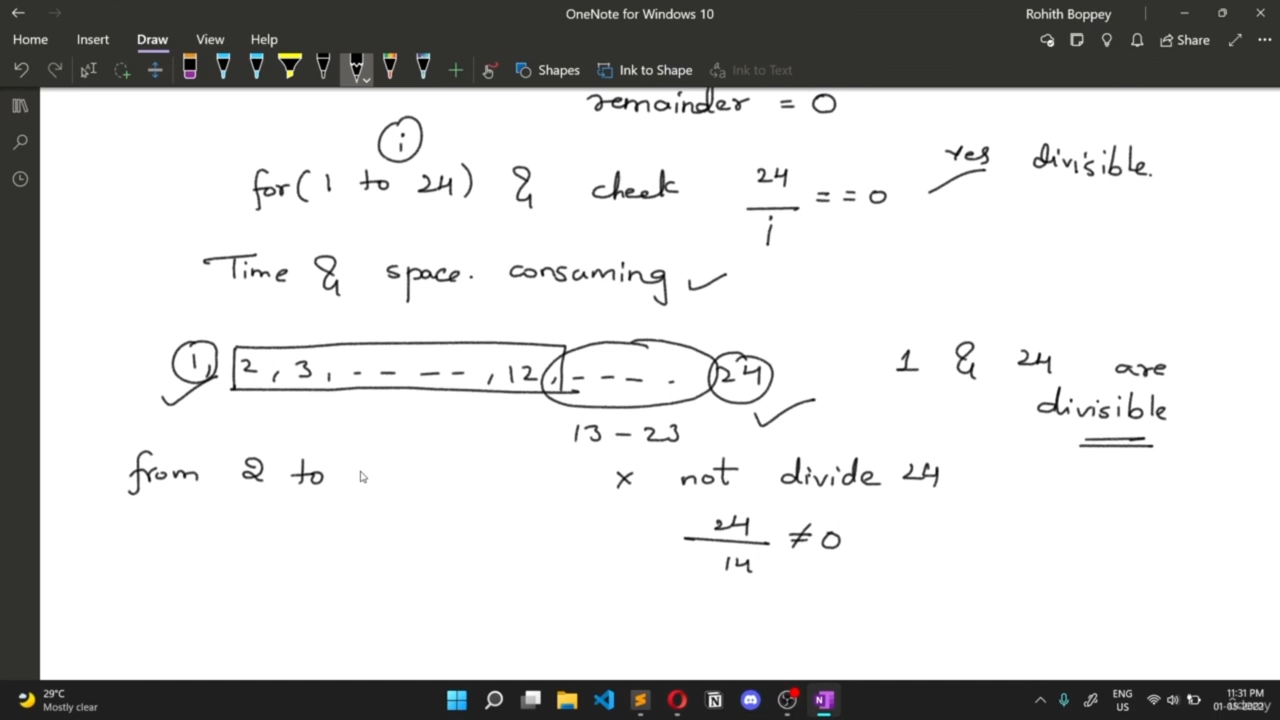 OneNote for Windows 10
Rohith Boppey
Home Insert Draw View Help
Share
Shapes
Ink to Shape
Ink to Text
remainder = 0
i
for( 1 to 24) & check 24/i = = 0 yes divisible.
Time & space. consuming
1, 2, 3, - - - - -, 12, - - - . 24
1 & 24 are
divisible
13 - 23
from 2 to
x not divide 24
24/14 ≠ 0
29°C
Mostly clear
ENG
US
11:31 PM
01-05-2022